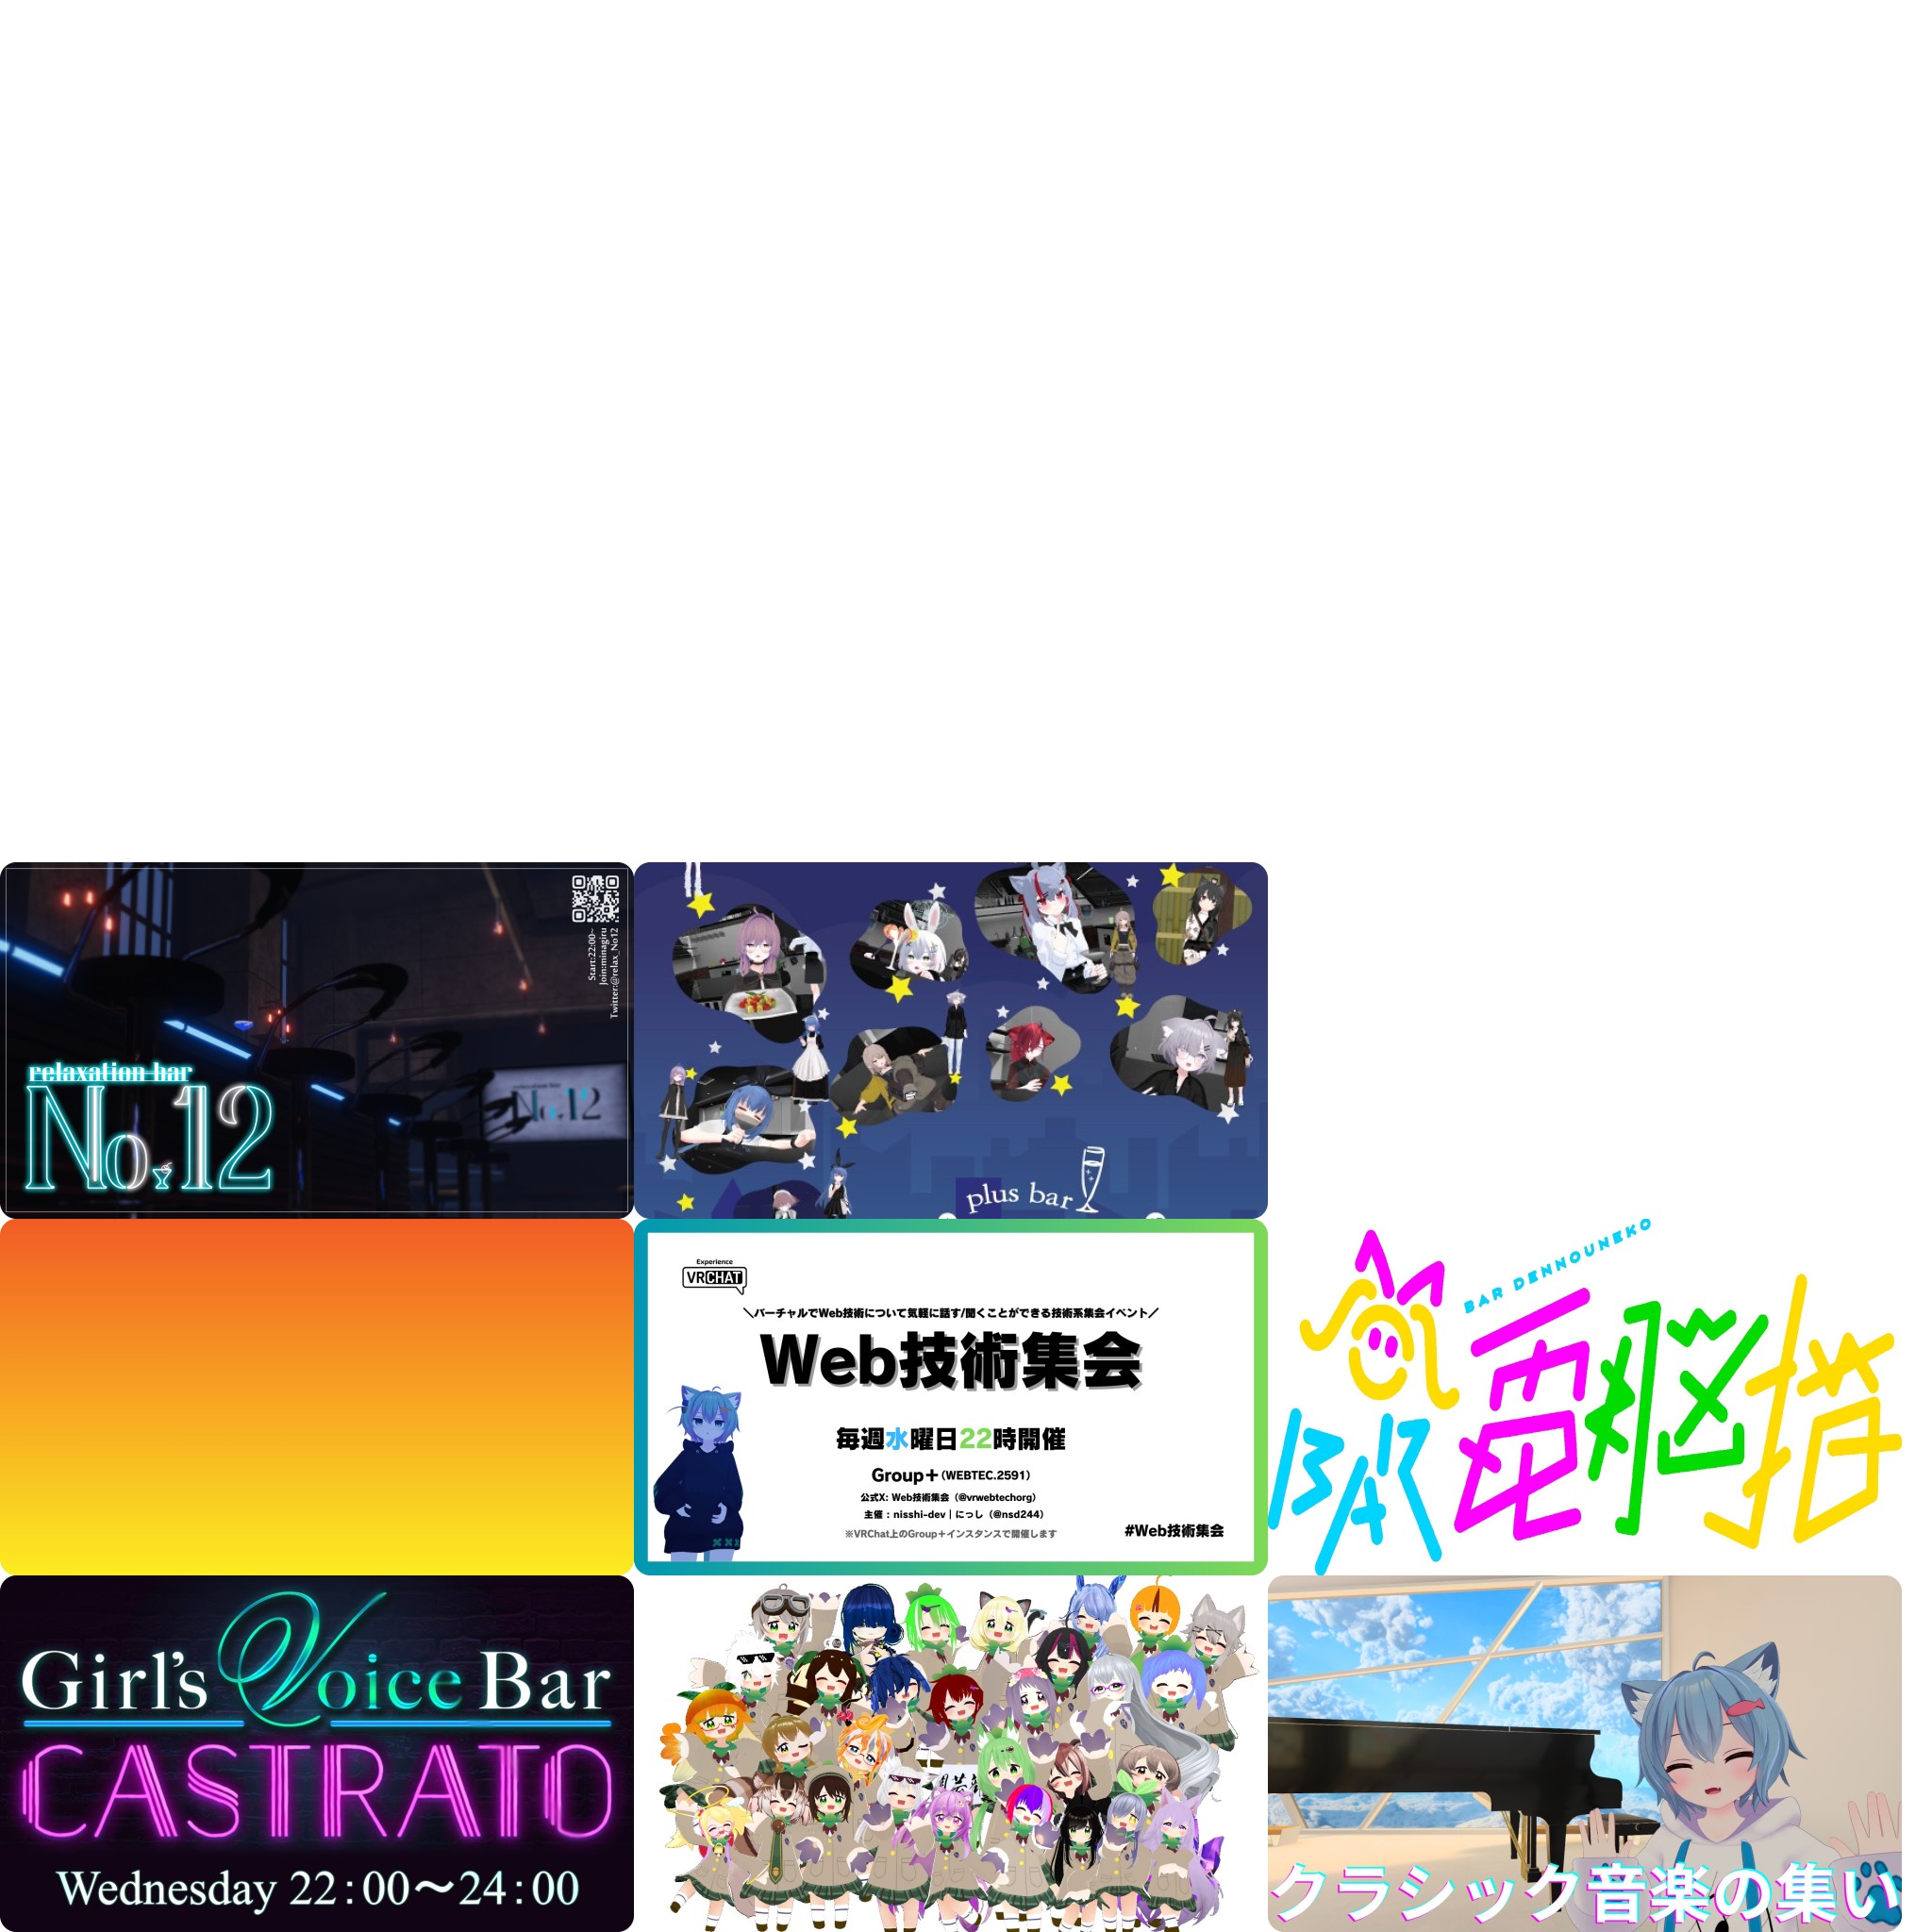 Start:22:00~
Join:minagiru
Twitter:@relax_No12
relaxation bar
No.12
relaxation bar
No.12
plus bar
Experience
VRCHAT
＼バーチャルでWeb技術について気軽に話す/聞くことができる技術系集会イベント／
Web技術集会
毎週水曜日22時開催
Group＋(WEBTEC.2591)
公式X: Web技術集会（@vrwebtechorg）
主催 : nisshi-dev｜にっし（@nsd244）
※VRChat上のGroup＋インスタンスで開催します
#Web技術集会
BAR DENNOUNEKO
BAR 電脳猫
Girl's Voice Bar
CASTRATO
Wednesday 22:00～24:00
クラシック音楽の集い